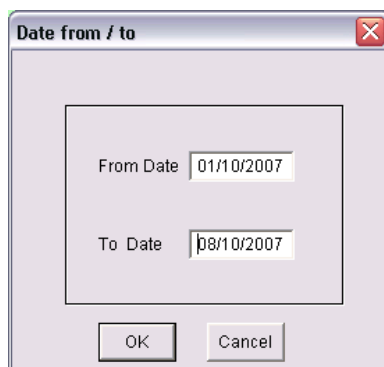 Date from / to
From Date 01/10/2007
To Date 08/10/2007
OK Cancel